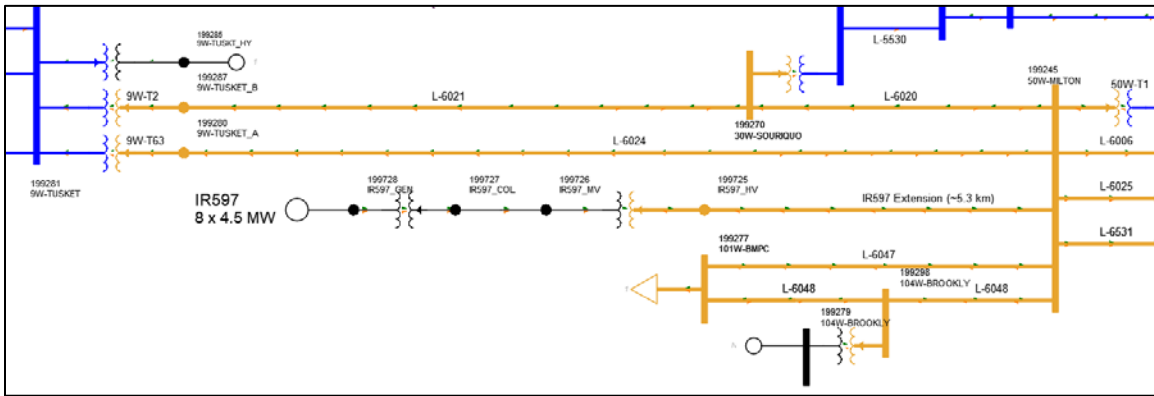 L-5530
199286
9W-TUSKT_HY
199287
9W-TUSKET_B
9W-T2
L-6021
L-6020
199245
50W-MILTON
50W-T1
199280
9W-TUSKET_A
199270
30W-SOURIQUO
9W-T63
L-6024
L-6006
199281
9W-TUSKET
IR597
8 x 4.5 MW
199728
IR597_GEN
199727
IR597_COL
199726
IR597_MV
199725
IR597_HV
IR597 Extension (~5.3 km)
L-6025
L-6531
199277
101W-BMPC
L-6047
199298
104W-BROOKLY
L-6048
L-6048
199279
104W-BROOKLY